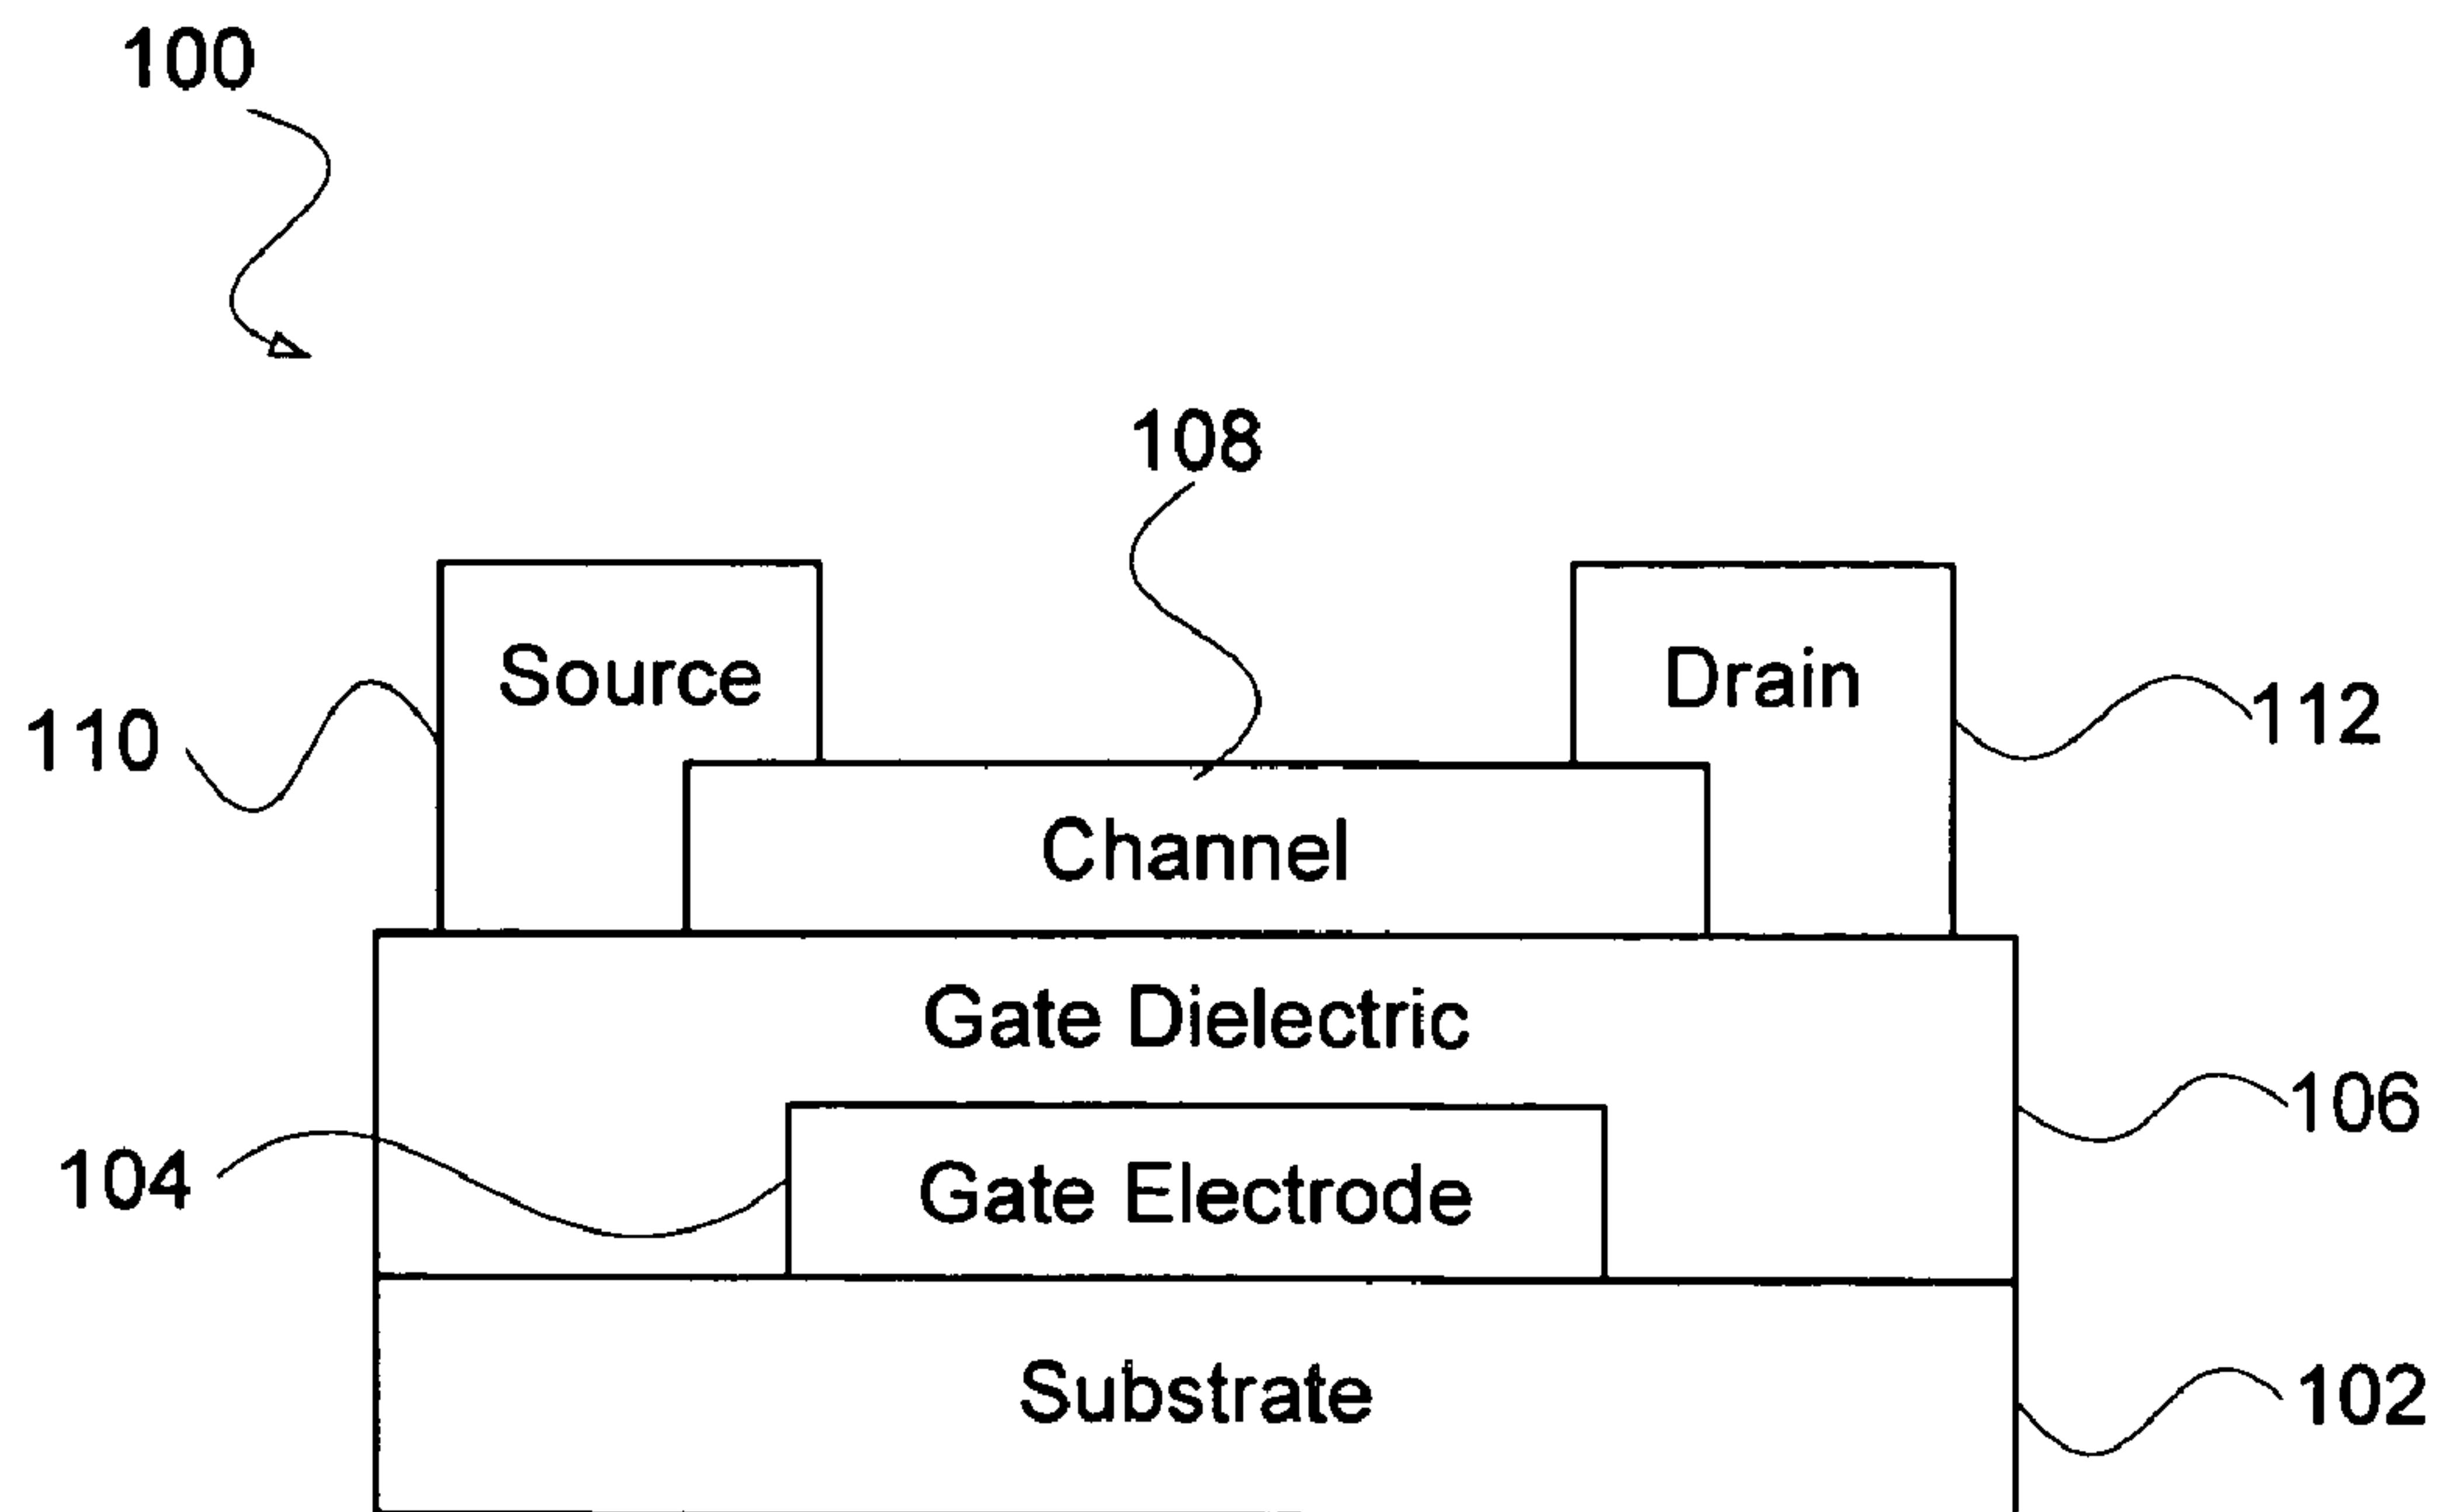 100
108
Source
Drain
110
112
Channel
Gate Dielectric
106
104
Gate Electrode
Substrate
102